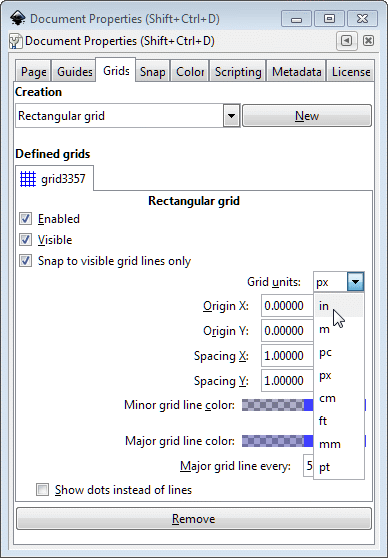 Document Properties (Shift+Ctrl+D)
Document Properties (Shift+Ctrl+D)
Page Guides Grids Snap Color Scripting Metadata License
Creation
Rectangular grid New
Defined grids
grid3357
Rectangular grid
Enabled
Visible
Snap to visible grid lines only
Grid units: px
Origin X: 0.00000 in
Origin Y: 0.00000 m
Spacing X: 1.00000 pc
Spacing Y: 1.00000 px
Minor grid line color: cm
ft
Major grid line color: mm
Major grid line every: 5 pt
Show dots instead of lines
Remove